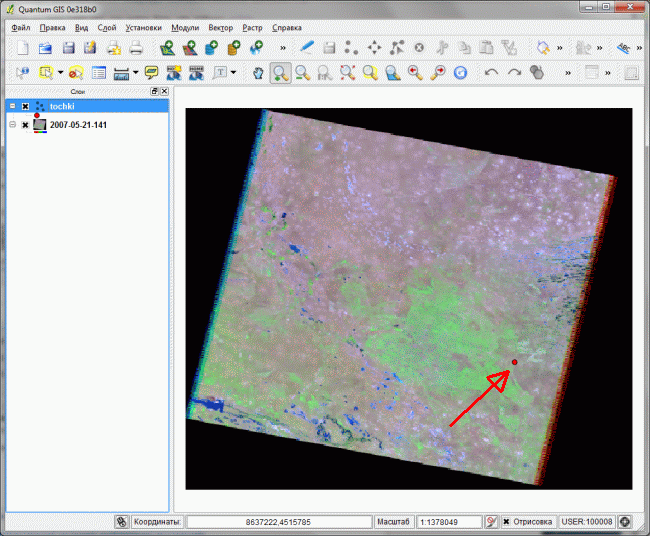 Quantum GIS 0e318b0
Файл Правка Вид Слой Установки Модули Вектор Растр Справка
Слои
tochki
2007-05-21-141
Координаты: 8637222,4515785 Масштаб 1:1378049 Отрисовка USER:100008